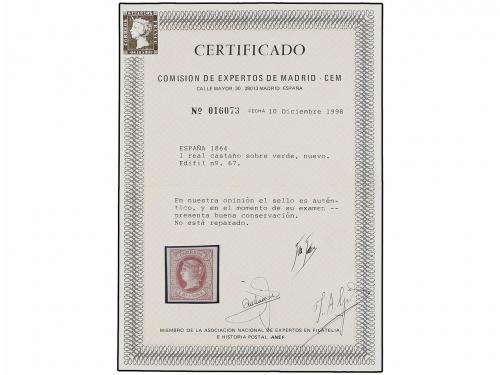 CERTIFICADO
COMISION DE EXPERTOS DE MADRID - CEM
CALLE MAYOR, 30. 28013 MADRID. ESPAÑA
Nº 016073 FECHA 10 Diciembre 1998
ESPAÑA 1864
1 real castaño sobre verde, nuevo.
Edifil nº. 67.
En nuestra opinión el sello es autén-
tico, y en el momento de su examen --
presenta buena conservación.
No está reparado.
MIEMBRO DE LA ASOCIACION NACIONAL DE EXPERTOS EN FILATELIA
E HISTORIA POSTAL. ANEF